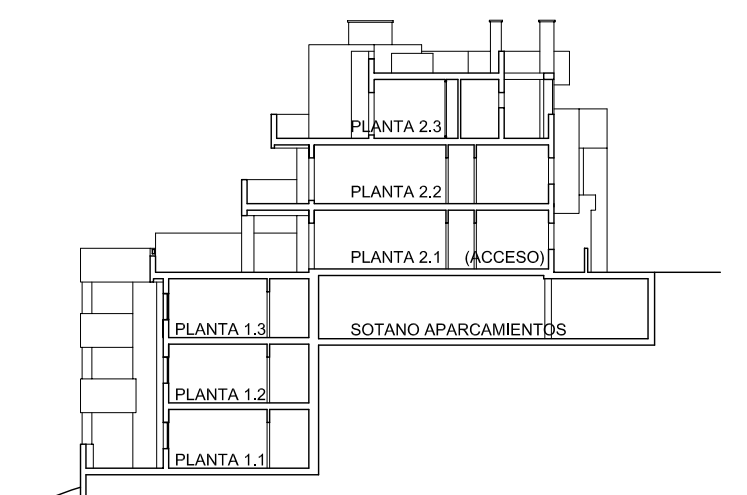 PLANTA 2.3
PLANTA 2.2
PLANTA 2.1 (ACCESO)
PLANTA 1.3 SOTANO APARCAMIENTOS
PLANTA 1.2
PLANTA 1.1